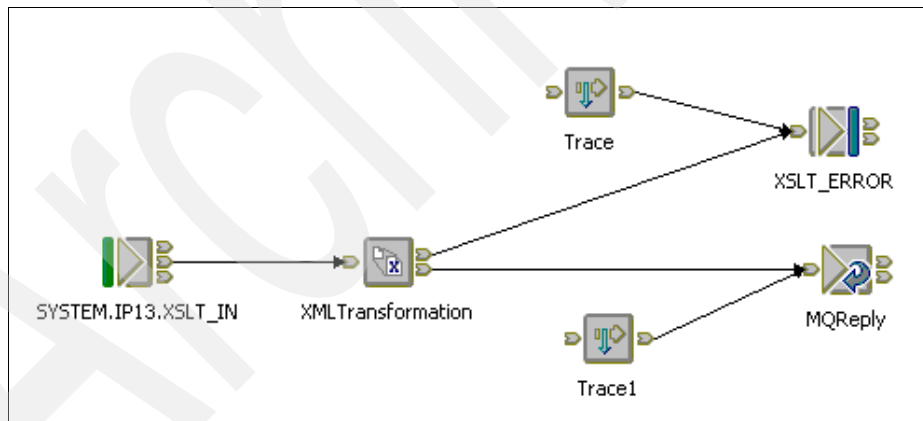 Trace
XSLT_ERROR
SYSTEM.IP13.XSLT_IN
XMLTransformation
MQReply
Trace1